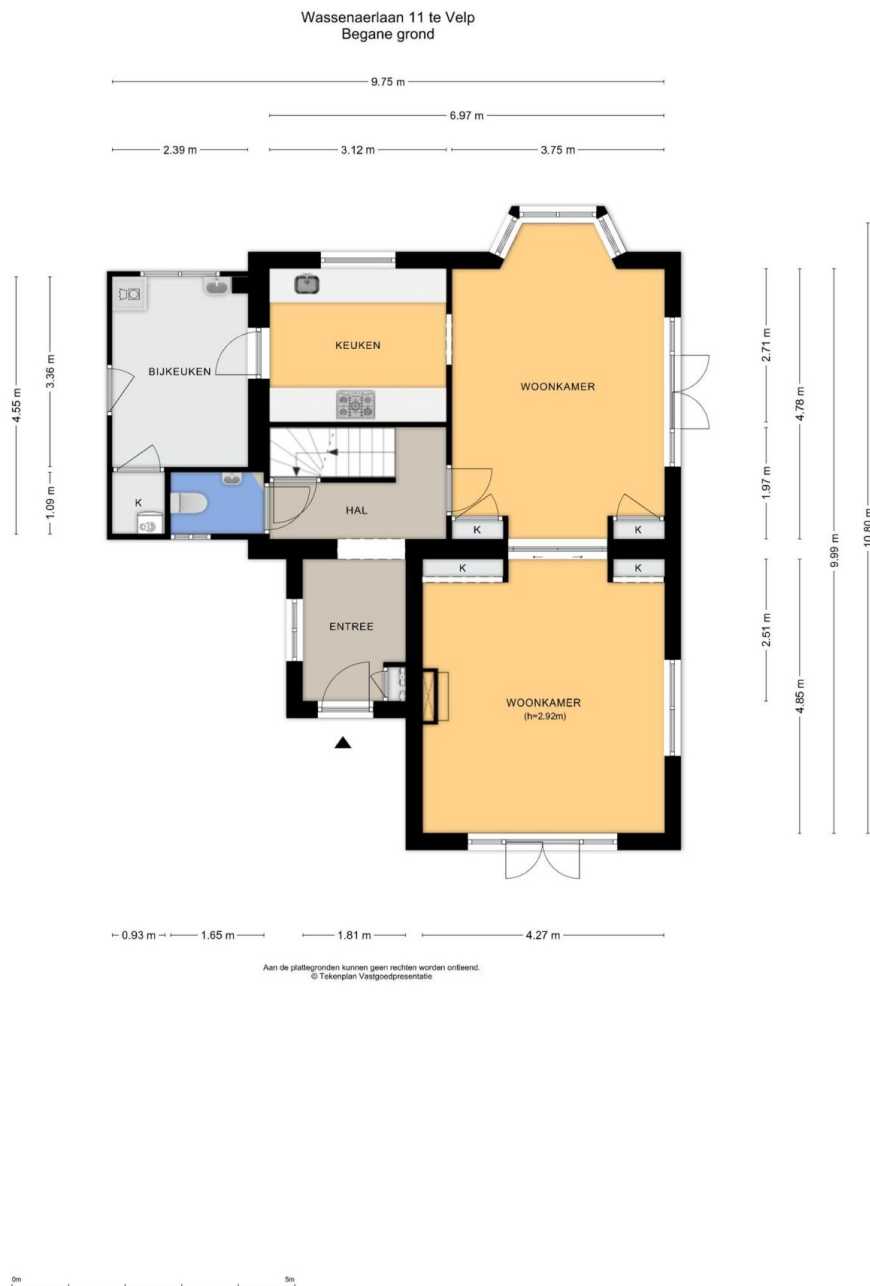 Wassenaerlaan 11 te Velp
Begane grond
9.75 m
6.97 m
2.39 m
3.12 m
3.75 m
4.55 m
3.36 m
1.09 m
KEUKEN
BIJKEUKEN
WOONKAMER
K
HAL
K
K
K
K
ENTREE
WOONKAMER
(h=2.92m)
2.71 m
1.97 m
2.51 m
4.78 m
4.85 m
9.99 m
10.80 m
0.93 m
1.65 m
1.81 m
4.27 m
Aan de plattegronden kunnen geen rechten worden ontleend.
© Tekenplan Vastgoedpresentatie
0m
5m